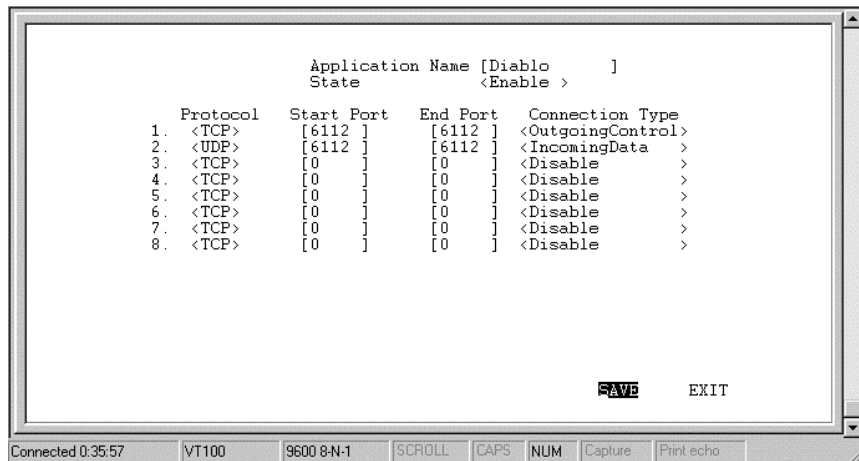 Application Name [Diablo ]
State <Enable >
Protocol Start Port End Port Connection Type
1. <TCP> [6112 ] [6112 ] <OutgoingControl>
2. <UDP> [6112 ] [6112 ] <IncomingData >
3. <TCP> [0 ] [0 ] <Disable >
4. <TCP> [0 ] [0 ] <Disable >
5. <TCP> [0 ] [0 ] <Disable >
6. <TCP> [0 ] [0 ] <Disable >
7. <TCP> [0 ] [0 ] <Disable >
8. <TCP> [0 ] [0 ] <Disable >
SAVE EXIT
Connected 0:35:57 VT100 9600 8-N-1 SCROLL CAPS NUM Capture Print echo